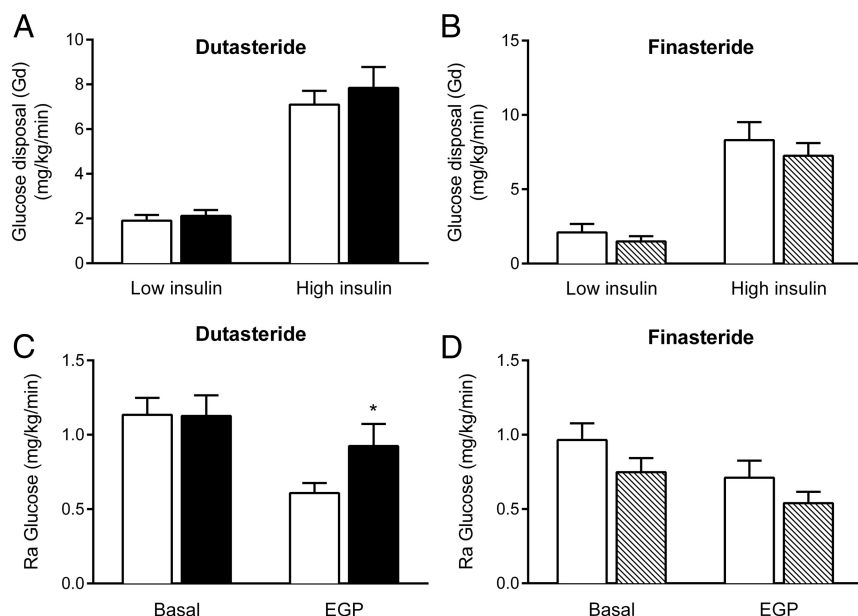 A
Dutasteride
Glucose disposal (Gd)
(mg/kg/min)
10
8
6
4
2
0
Low insulin
High insulin
B
Finasteride
Glucose disposal (Gd)
(mg/kg/min)
15
10
5
0
Low insulin
High insulin
C
Dutasteride
Ra Glucose (mg/kg/min)
1.5
1.0
0.5
0.0
*
Basal
EGP
D
Finasteride
Ra Glucose (mg/kg/min)
1.5
1.0
0.5
0.0
Basal
EGP